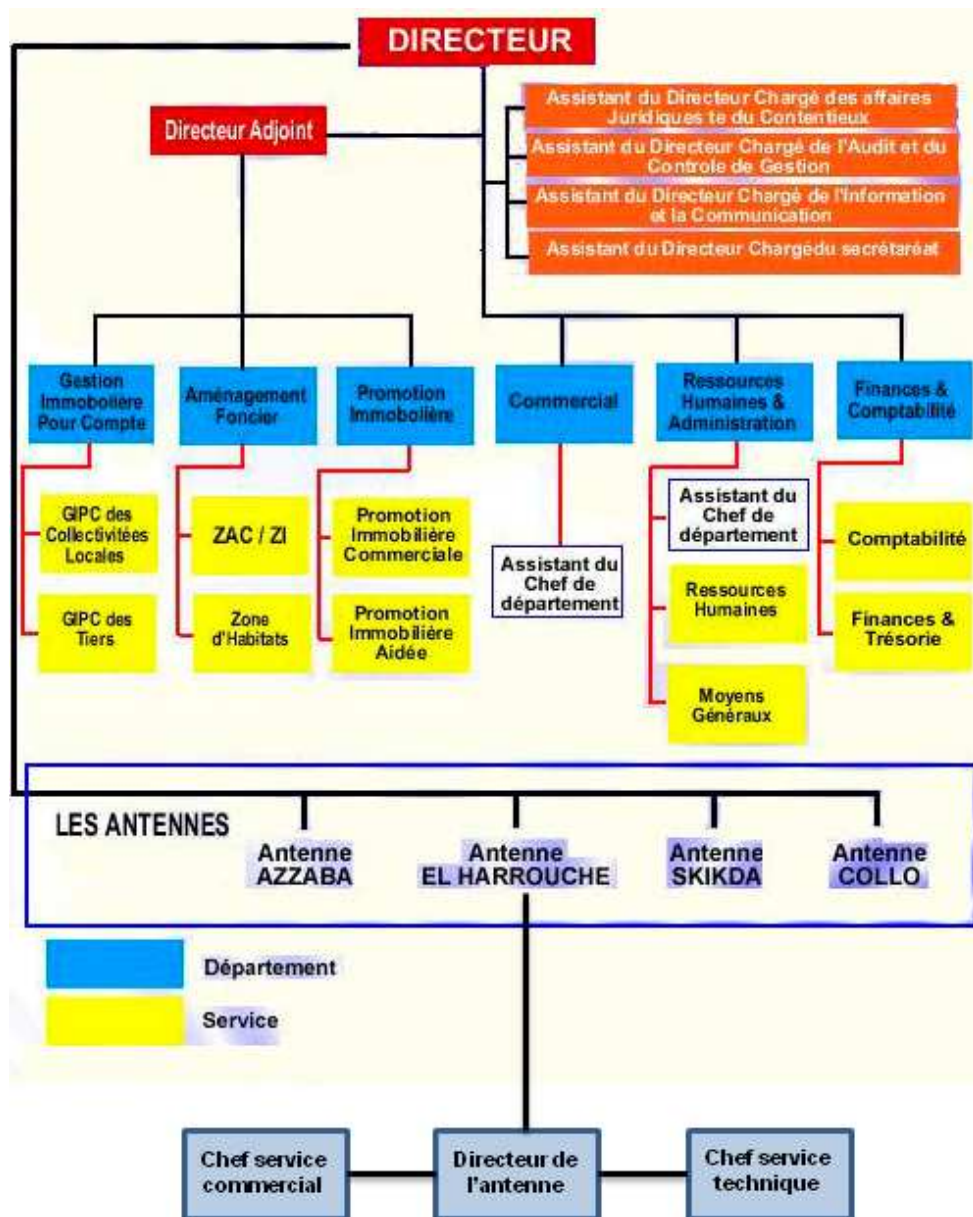 DIRECTEUR
Assistant du Directeur Chargé des affaires
Juridiques te du Contentieux
Directeur Adjoint
Assistant du Directeur Chargé de l'Audit et du
Controle de Gestion
Assistant du Directeur Chargé de l'Information
et la Communication
Assistant du Directeur Chargédu secrétaréat
Gestion
Immobolière
Pour Compte
Aménagement
Foncier
Promotion
Immobolière
Commercial
Ressources
Humaines &
Administration
Finances &
Comptabilité
GIPC des
Collectivitées
Locales
ZAC / ZI
Promotion
Immobilière
Commerciale
Assistant du
Chef de
département
Assistant du
Chef de
département
Comptabilité
GIPC des
Tiers
Zone
d'Habitats
Promotion
Immobilière
Aidée
Ressources
Humaines
Finances &
Trésorie
Moyens
Généraux
LES ANTENNES
Antenne
AZZABA
Antenne
EL HARROUCHE
Antenne
SKIKDA
Antenne
COLLO
Département
Service
Chef service
commercial
Directeur de
l'antenne
Chef service
technique